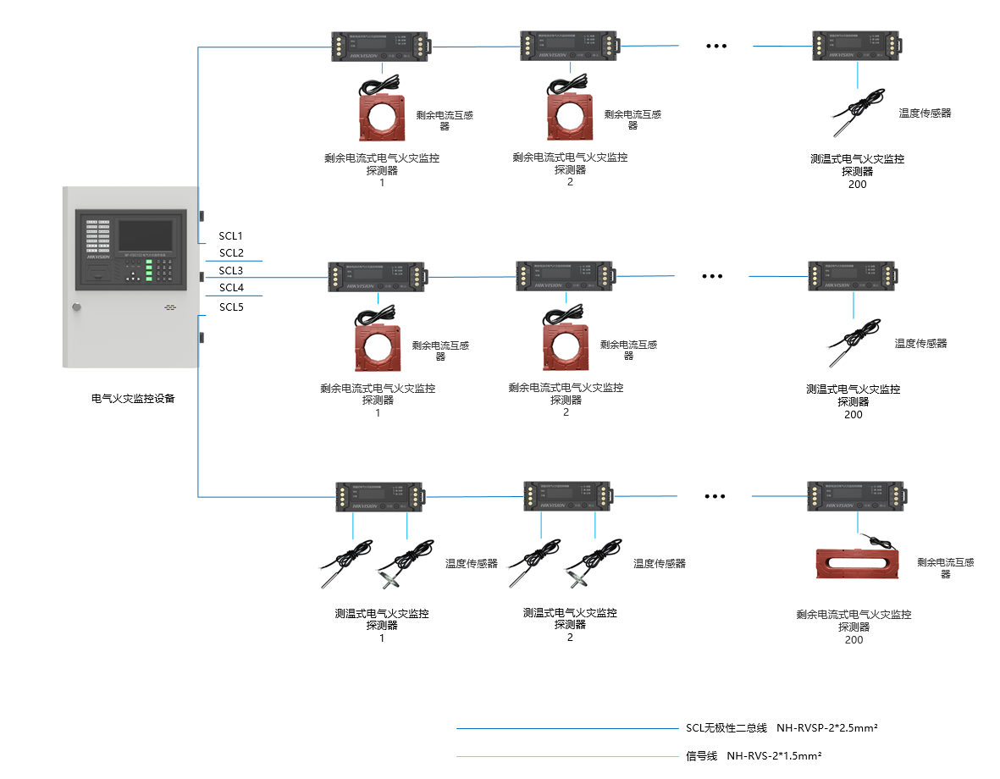 HIKVISION
HIKVISION
HIKVISION
剩余电流互感
器
剩余电流互感
器
温度传感器
剩余电流式电气火灾监控
探测器
1
剩余电流式电气火灾监控
探测器
2
测温式电气火灾监控
探测器
200
HIKVISION
SCL1
SCL2
SCL3
SCL4
SCL5
电气火灾监控设备
HIKVISION
HIKVISION
HIKVISION
剩余电流互感
器
剩余电流互感
器
温度传感器
剩余电流式电气火灾监控
探测器
1
剩余电流式电气火灾监控
探测器
2
测温式电气火灾监控
探测器
200
HIKVISION
HIKVISION
HIKVISION
温度传感器
温度传感器
剩余电流互感
器
测温式电气火灾监控
探测器
1
测温式电气火灾监控
探测器
2
剩余电流式电气火灾监控
探测器
200
SCL无极性二总线 NH-RVSP-2*2.5mm²
信号线 NH-RVS-2*1.5mm²